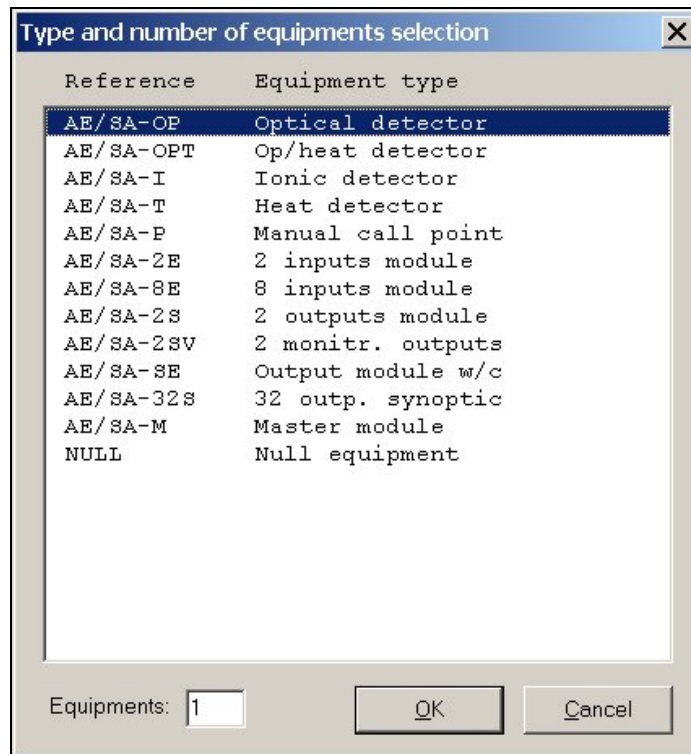 Type and number of equipments selection
Reference Equipment type
AE/SA-OP Optical detector
AE/SA-OPT Op/heat detector
AE/SA-I Ionic detector
AE/SA-T Heat detector
AE/SA-P Manual call point
AE/SA-2E 2 inputs module
AE/SA-8E 8 inputs module
AE/SA-2S 2 outputs module
AE/SA-2SV 2 monitr. outputs
AE/SA-SE Output module w/c
AE/SA-32S 32 outp. synoptic
AE/SA-M Master module
NULL Null equipment
Equipments: 1 OK Cancel